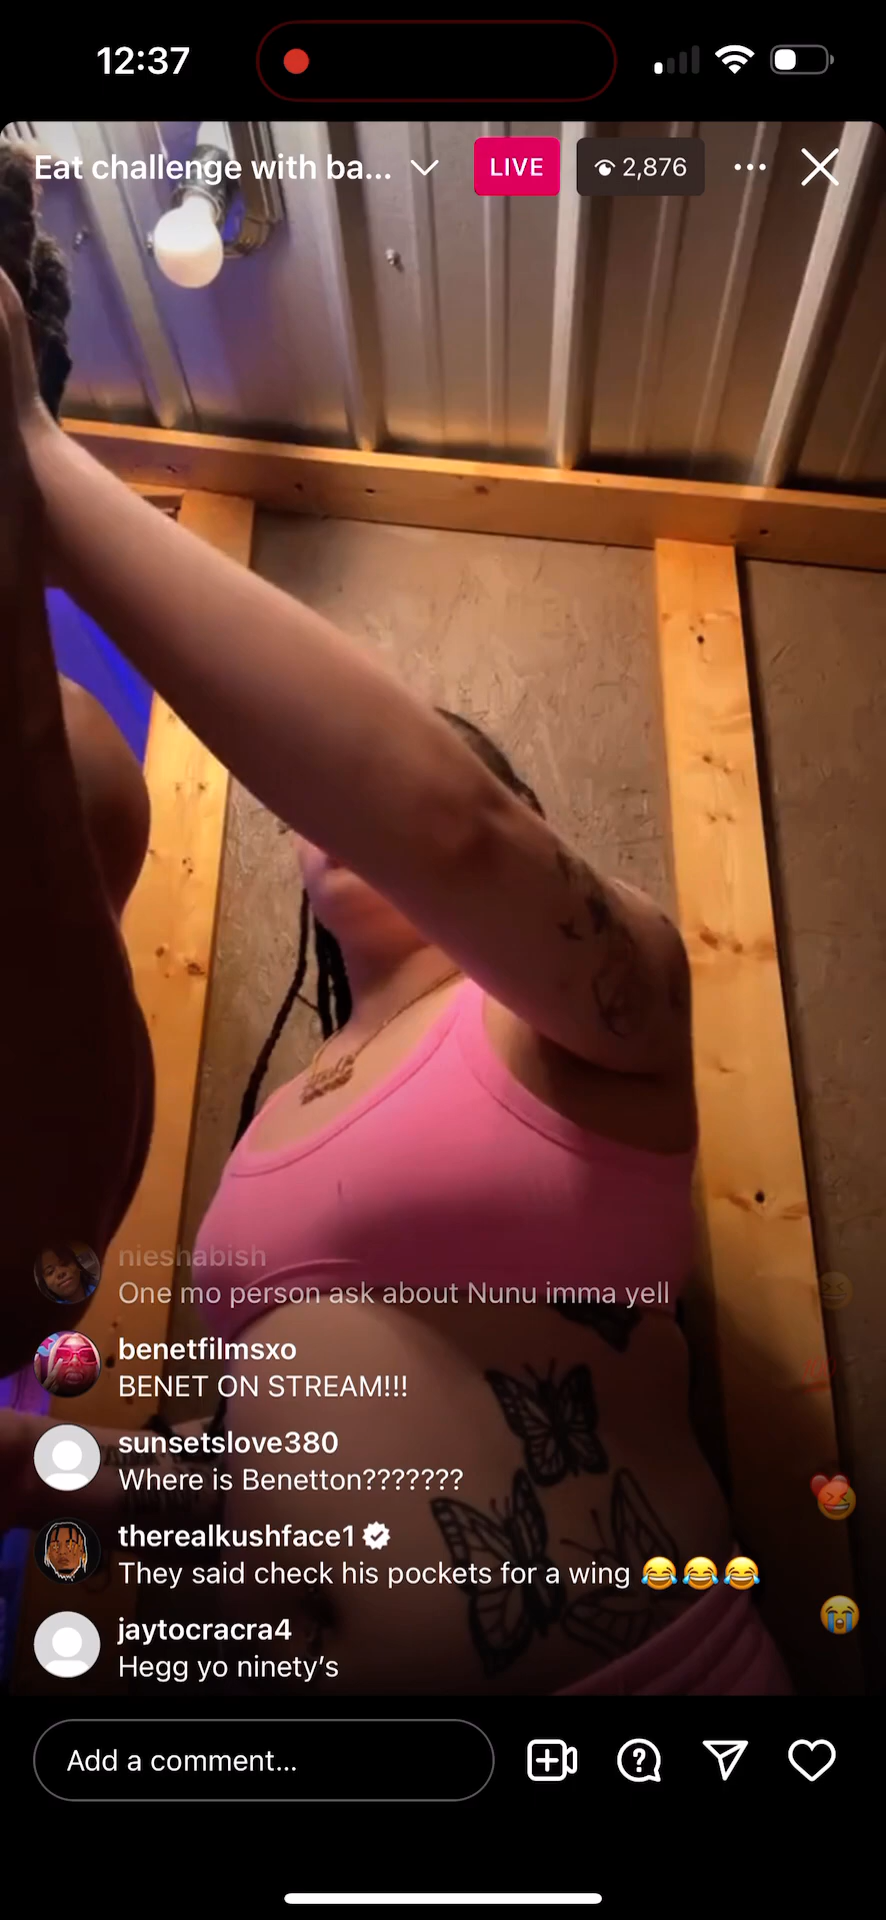 12:37
Eat challenge with ba...
LIVE
2,876
nieshabish
One mo person ask about Nunu imma yell
benetfilmsxo
BENET ON STREAM!!!
sunsetslove380
Where is Benetton???????
therealkushface1
They said check his pockets for a wing 😂😂😂
jaytocracra4
Hegg yo ninety’s
Add a comment...